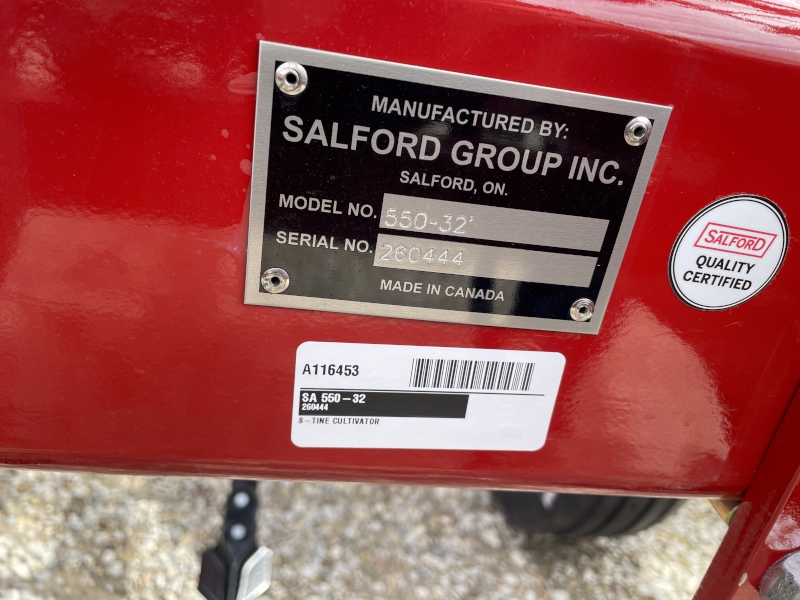 MANUFACTURED BY:
SALFORD GROUP INC.
SALFORD, ON.
MODEL NO. 550-32'
SERIAL NO. 260444
MADE IN CANADA
SALFORD
QUALITY
CERTIFIED
A116453
SA 550-32
260444
S-TINE CULTIVATOR